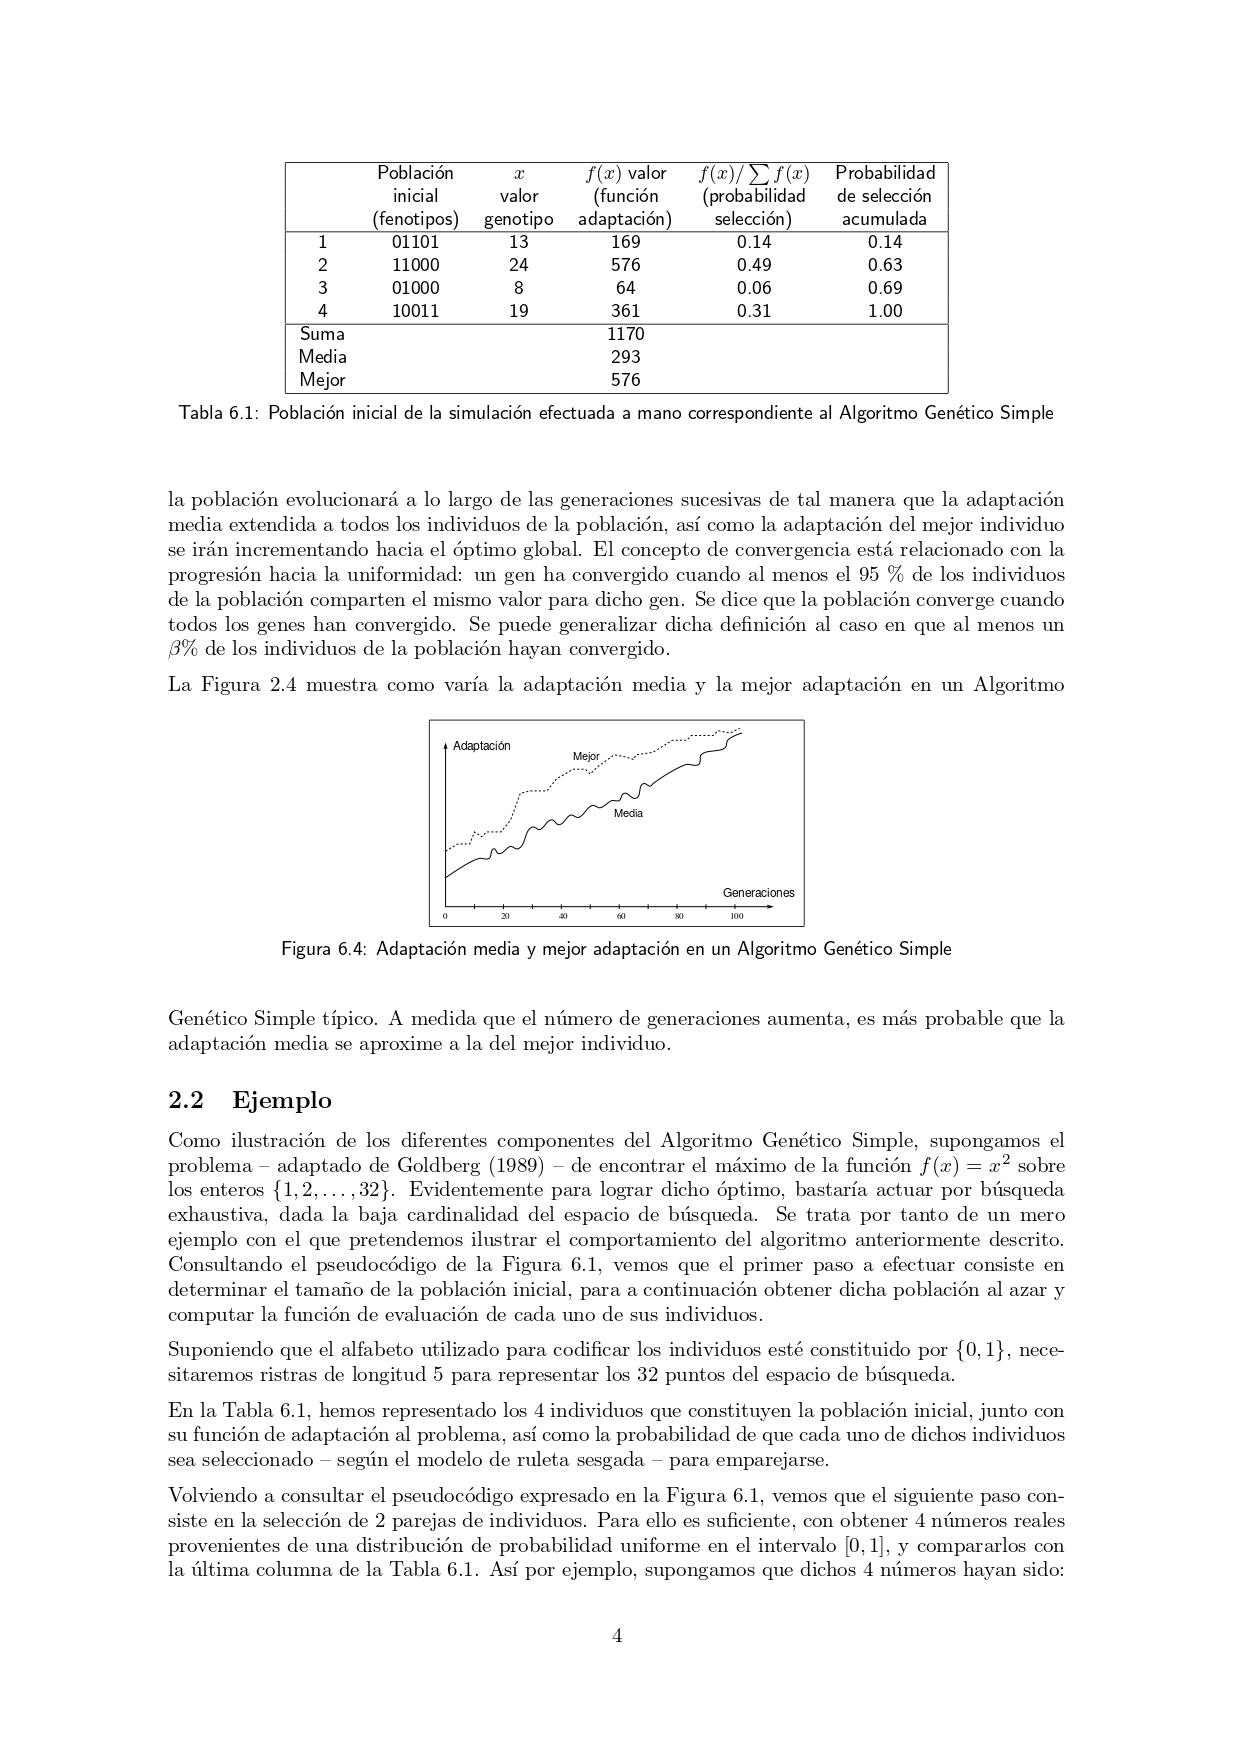 Población x f(x) valor f(x)/∑ f(x) Probabilidad
inicial valor (función (probabilidad de selección
(fenotipos) genotipo adaptación) selección) acumulada
1 01101 13 169 0.14 0.14
2 11000 24 576 0.49 0.63
3 01000 8 64 0.06 0.69
4 10011 19 361 0.31 1.00
Suma 1170
Media 293
Mejor 576
Tabla 6.1: Población inicial de la simulación efectuada a mano correspondiente al Algoritmo Genético Simple
la población evolucionará a lo largo de las generaciones sucesivas de tal manera que la adaptación
media extendida a todos los individuos de la población, así como la adaptación del mejor individuo
se irán incrementando hacia el óptimo global. El concepto de convergencia está relacionado con la
progresión hacia la uniformidad: un gen ha convergido cuando al menos el 95 % de los individuos
de la población comparten el mismo valor para dicho gen. Se dice que la población converge cuando
todos los genes han convergido. Se puede generalizar dicha definición al caso en que al menos un
β% de los individuos de la población hayan convergido.
La Figura 2.4 muestra como varía la adaptación media y la mejor adaptación en un Algoritmo
Adaptación
Mejor
Media
Generaciones
0 20 40 60 80 100
Figura 6.4: Adaptación media y mejor adaptación en un Algoritmo Genético Simple
Genético Simple típico. A medida que el número de generaciones aumenta, es más probable que la
adaptación media se aproxime a la del mejor individuo.
2.2 Ejemplo
Como ilustración de los diferentes componentes del Algoritmo Genético Simple, supongamos el
problema – adaptado de Goldberg (1989) – de encontrar el máximo de la función f(x) = x² sobre
los enteros {1, 2, . . . , 32}. Evidentemente para lograr dicho óptimo, bastaría actuar por búsqueda
exhaustiva, dada la baja cardinalidad del espacio de búsqueda. Se trata por tanto de un mero
ejemplo con el que pretendemos ilustrar el comportamiento del algoritmo anteriormente descrito.
Consultando el pseudocódigo de la Figura 6.1, vemos que el primer paso a efectuar consiste en
determinar el tamaño de la población inicial, para a continuación obtener dicha población al azar y
computar la función de evaluación de cada uno de sus individuos.
Suponiendo que el alfabeto utilizado para codificar los individuos esté constituido por {0, 1}, nece-
sitaremos ristras de longitud 5 para representar los 32 puntos del espacio de búsqueda.
En la Tabla 6.1, hemos representado los 4 individuos que constituyen la población inicial, junto con
su función de adaptación al problema, así como la probabilidad de que cada uno de dichos individuos
sea seleccionado – según el modelo de ruleta sesgada – para emparejarse.
Volviendo a consultar el pseudocódigo expresado en la Figura 6.1, vemos que el siguiente paso con-
siste en la selección de 2 parejas de individuos. Para ello es suficiente, con obtener 4 números reales
provenientes de una distribución de probabilidad uniforme en el intervalo [0, 1], y compararlos con
la última columna de la Tabla 6.1. Así por ejemplo, supongamos que dichos 4 números hayan sido:
4